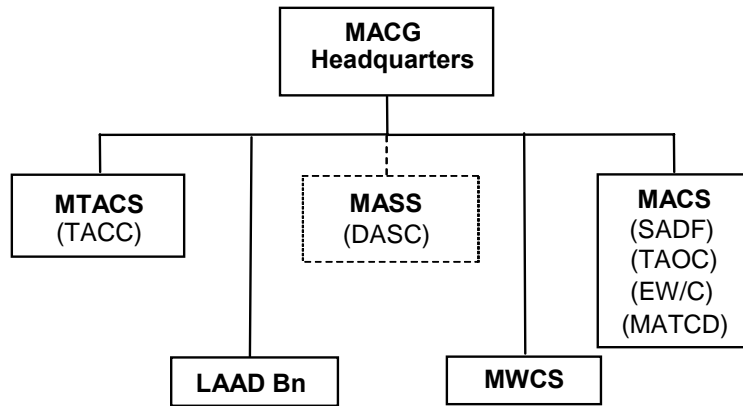 MACG
Headquarters
MTACS
(TACC)
MASS
(DASC)
MACS
(SADF)
(TAOC)
(EW/C)
(MATCD)
LAAD Bn
MWCS